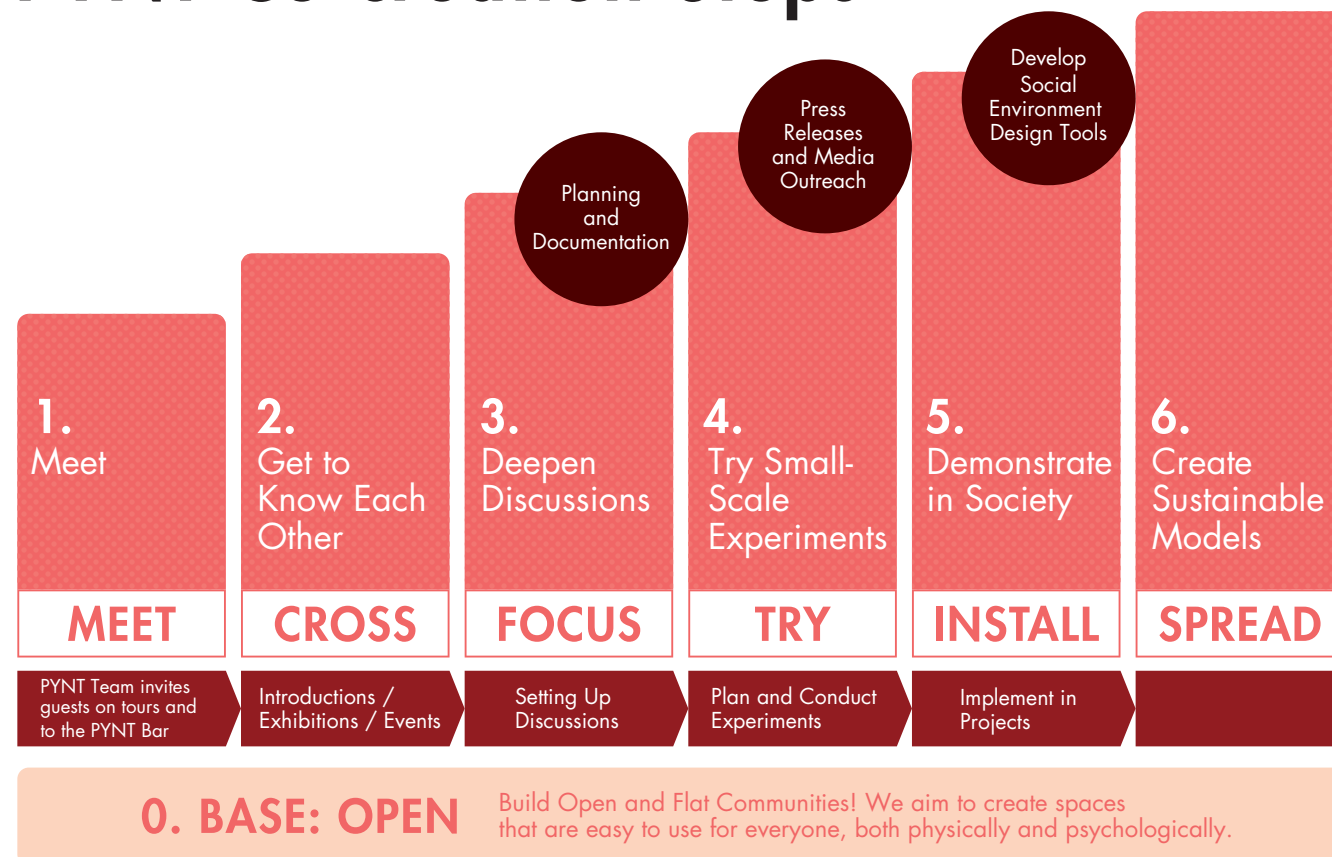 Develop
Social
Environment
Design Tools
Press
Releases
and Media
Outreach
Planning
and
Documentation
1.
Meet
2.
Get to
Know Each
Other
3.
Deepen
Discussions
4.
Try Small-
Scale
Experiments
5.
Demonstrate
in Society
6.
Create
Sustainable
Models
MEET
CROSS
FOCUS
TRY
INSTALL
SPREAD
PYNT Team invites
guests on tours and
to the PYNT Bar
Introductions /
Exhibitions / Events
Setting Up
Discussions
Plan and Conduct
Experiments
Implement in
Projects
0. BASE: OPEN
Build Open and Flat Communities! We aim to create spaces
that are easy to use for everyone, both physically and psychologically.